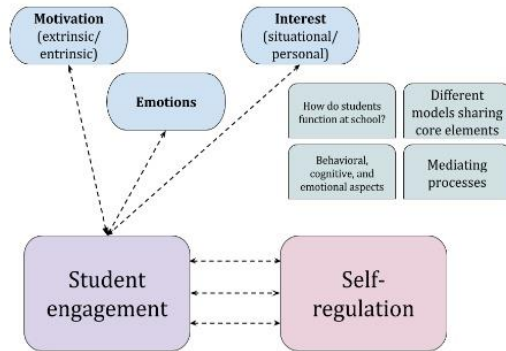 Motivation
(extrinsic/
entrinsic)
Interest
(situational/
personal)
Emotions
How do students
function at school?
Different
models sharing
core elements
Behavioral,
cognitive, and
emotional aspects
Mediating
processes
Student
engagement
Self-
regulation